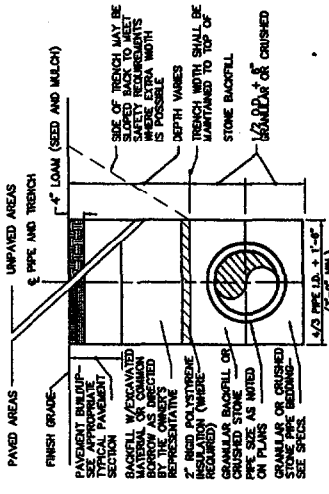 PAVED AREAS
UNPAVED AREAS
℄ PIPE AND TRENCH
4" LOAM (SEED AND MULCH)
FINISH GRADE
PAVEMENT BUILDUP-
SEE APPROPRIATE
TYPICAL PAVEMENT
SECTION
BACKFILL W/EXCAVATED
MATERIAL OR COMMON
BORROW AS DIRECTED
BY THE OWNER'S
REPRESENTATIVE
2" RIGID POLYSTYRENE
INSULATION (WHERE
REQUIRED)
GRANULAR BACKFILL OR
CRUSHED STONE
PIPE SIZE AS NOTED
ON PLANS
GRANULAR OR CRUSHED
STONE PIPE BEDDING-
SEE SPECS.
SIDE OF TRENCH MAY BE
SLOPED BACK TO MEET
SAFETY REQUIREMENTS
WHERE EXTRA WIDTH
IS POSSIBLE
DEPTH VARIES
TRENCH WIDTH SHALL BE
MAINTAINED TO TOP OF
STONE BACKFILL
1/2 O.D. + 6"
GRANULAR OR CRUSHED
4/3 PIPE I.D. + 1'-6"